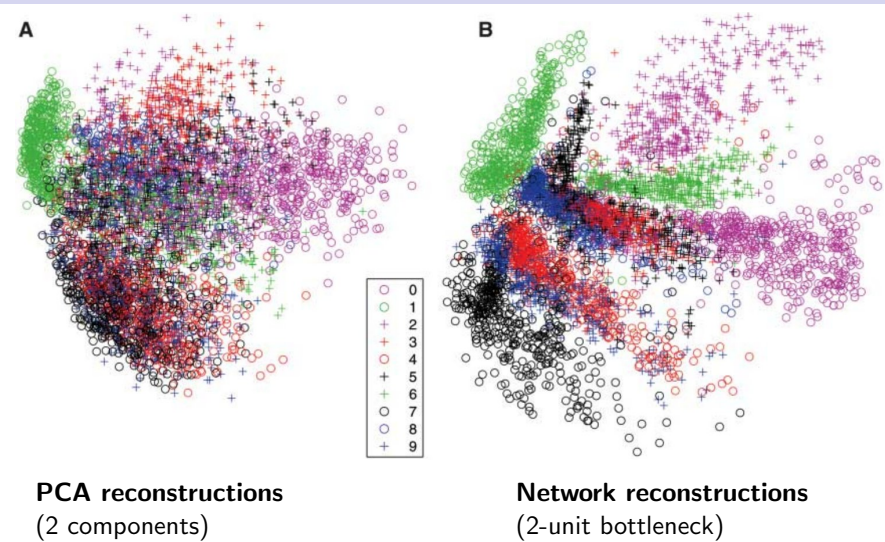 A
B
0
1
2
3
4
5
6
7
8
9
PCA reconstructions
(2 components)
Network reconstructions
(2-unit bottleneck)